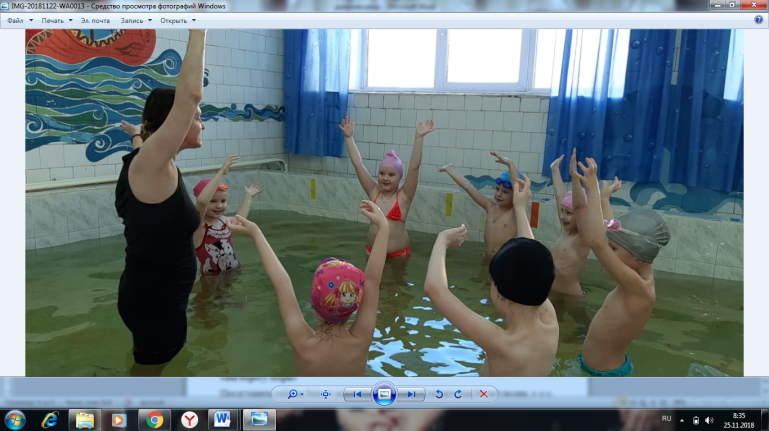 IMG-20181122-WA0013 - Средство просмотра фотографий Windows
Файл Печать Эл. почта Запись Открыть
RU
8:35
25.11.2018